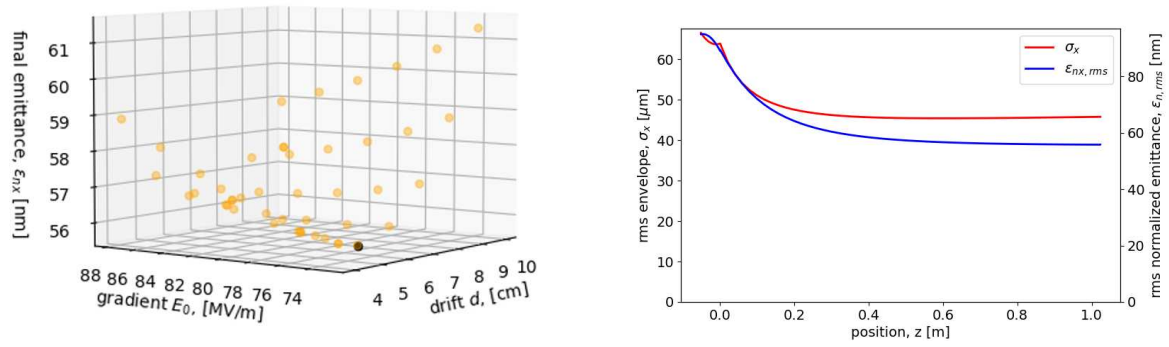 final emittance, ε_nx [nm]
61
60
59
58
57
56
88 86 84 82 80 78 76 74
gradient E_0, [MV/m]
4 5 6 7 8 9 10
drift d, [cm]
rms envelope, σ_x [μm]
60
50
40
30
20
10
0
σ_x
ε_nx,rms
80
60
40
20
0
rms normalized emittance, ε_n,rms [nm]
0.0 0.2 0.4 0.6 0.8 1.0
position, z [m]